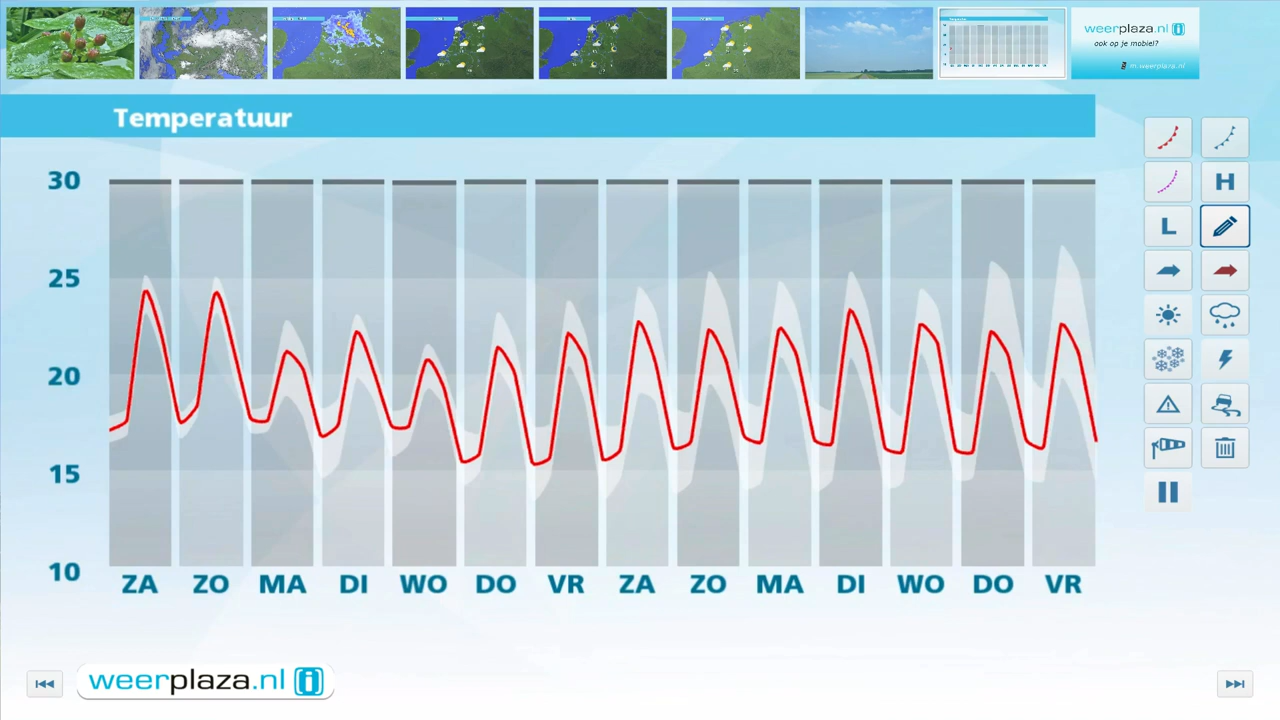 weerplaza.nl
ook op je mobiel?
m.weerplaza.nl
Temperatuur
30
25
20
15
10
ZA ZO MA DI WO DO VR ZA ZO MA DI WO DO VR
H
L
weerplaza.nl